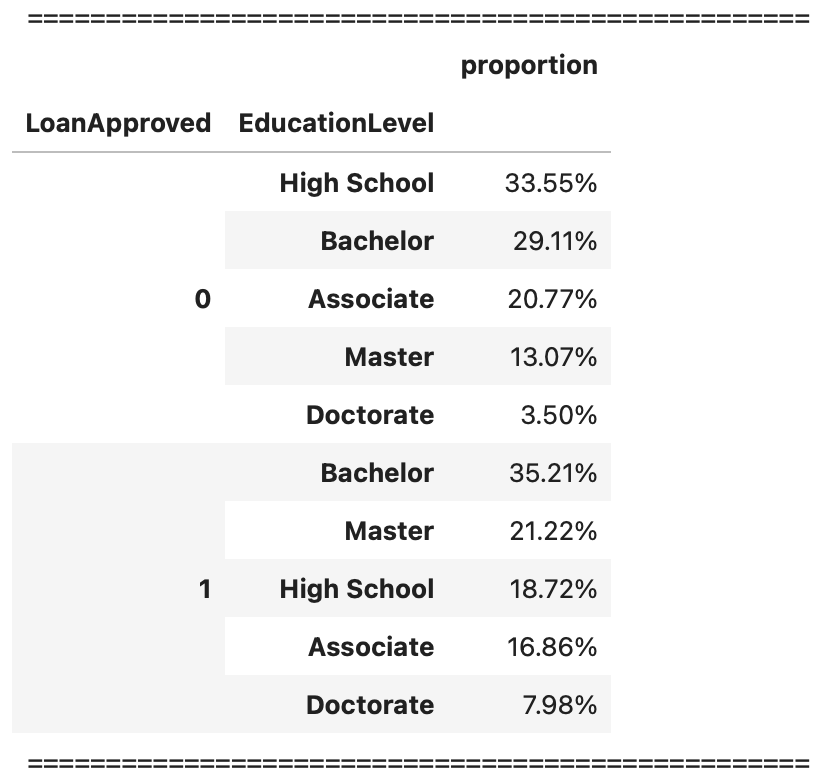 ==================================================
proportion
LoanApproved EducationLevel
High School 33.55%
Bachelor 29.11%
0 Associate 20.77%
Master 13.07%
Doctorate 3.50%
Bachelor 35.21%
Master 21.22%
1 High School 18.72%
Associate 16.86%
Doctorate 7.98%
==================================================